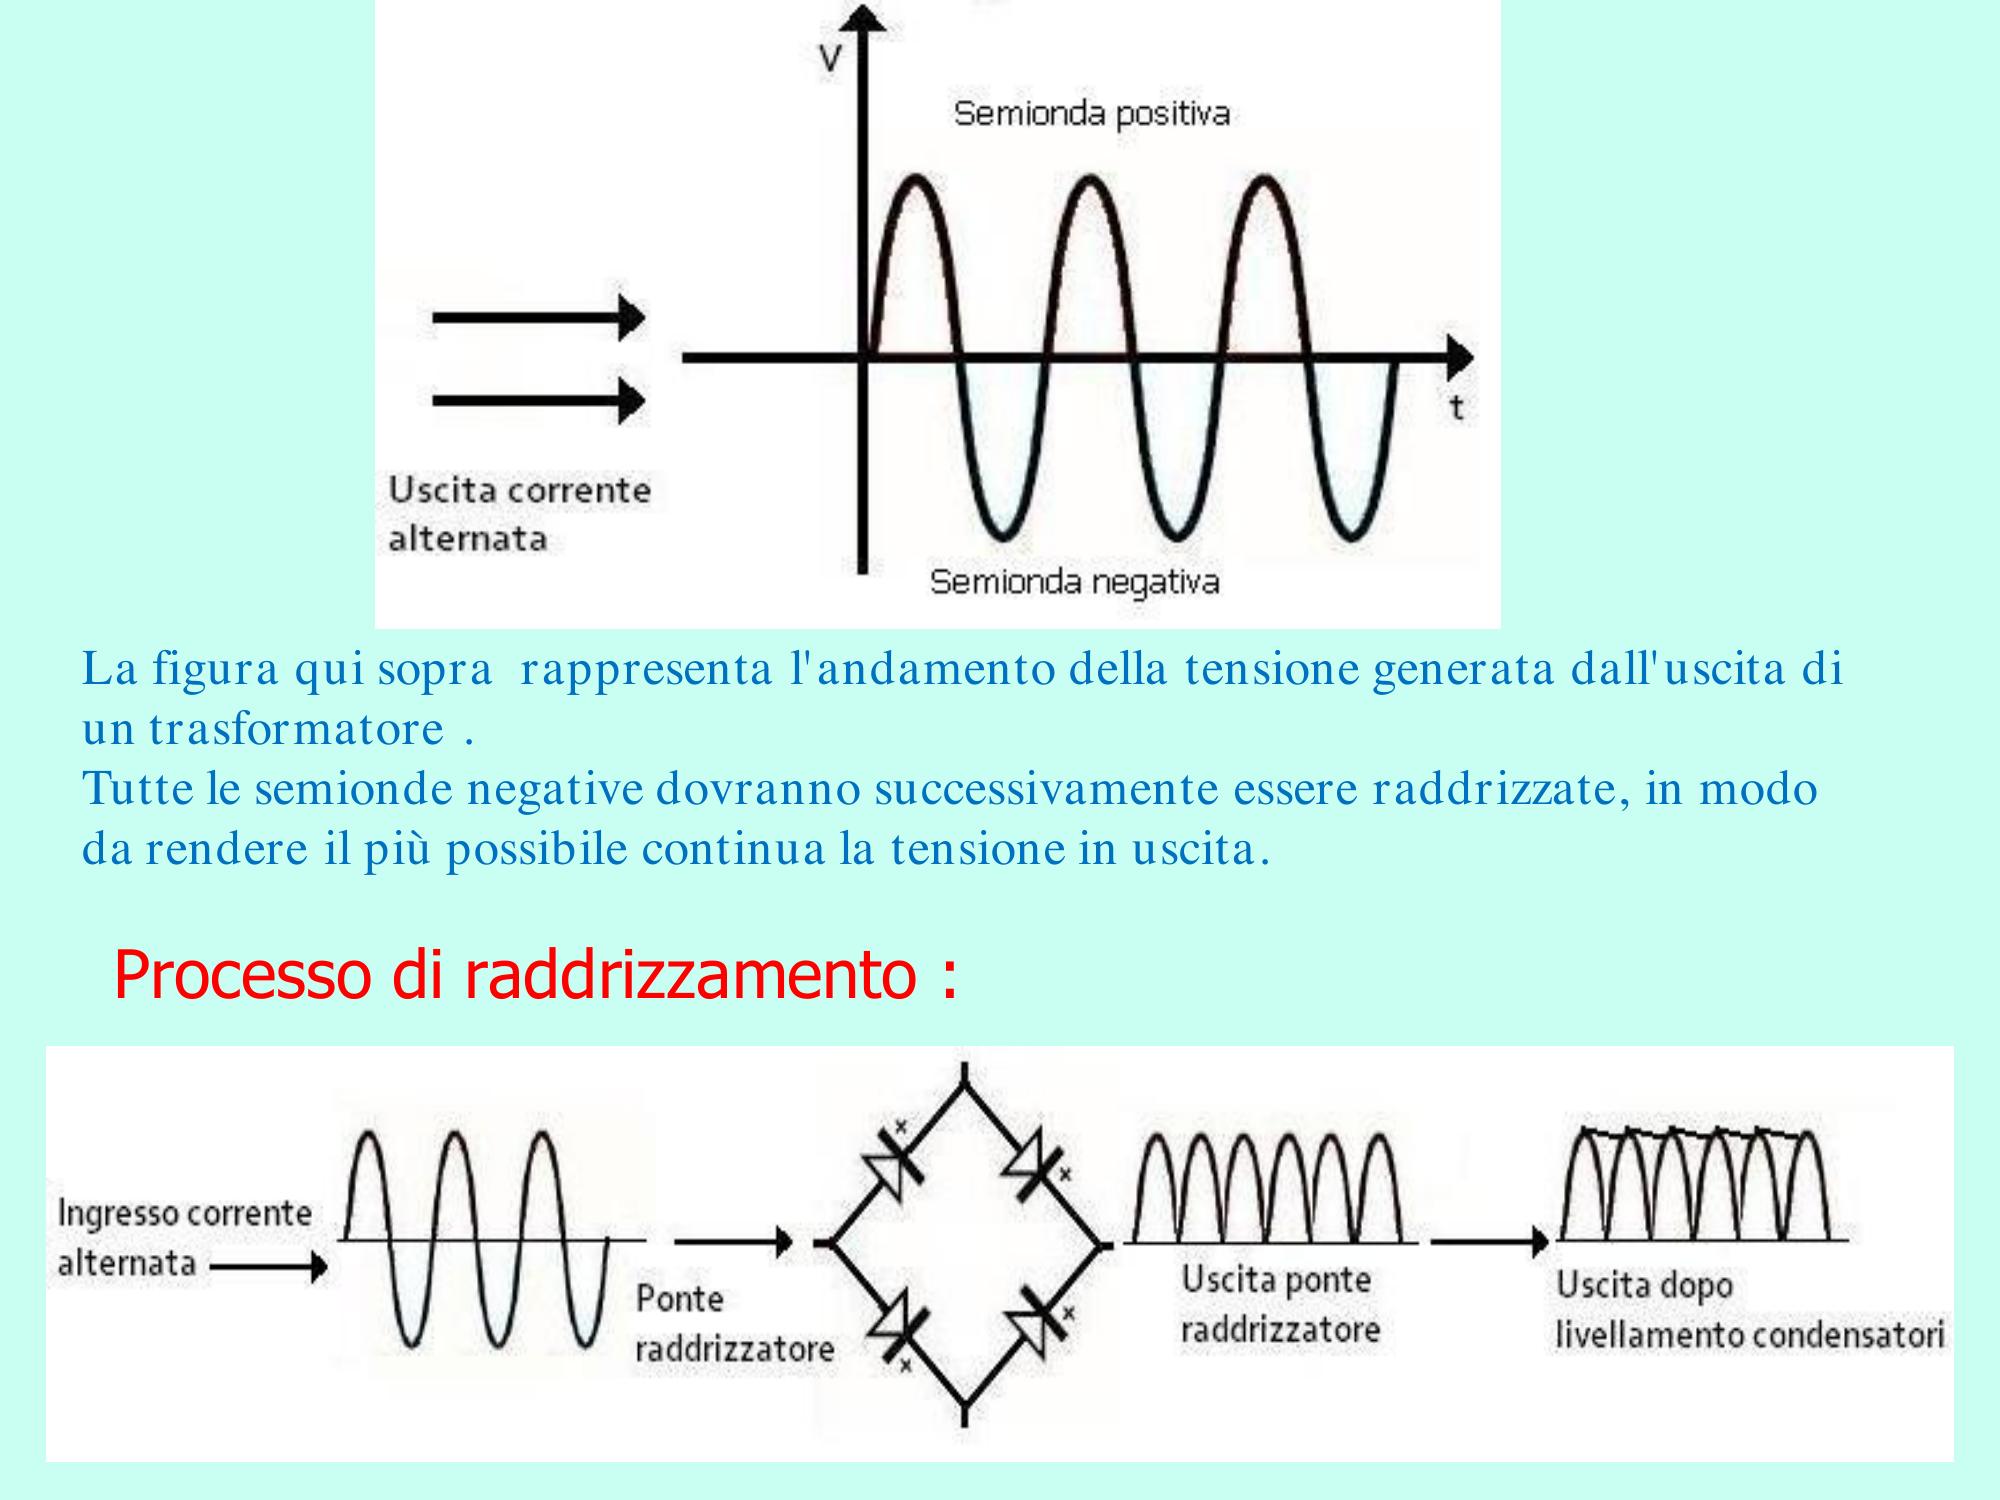 V
Semionda positiva
t
Uscita corrente
alternata
Semionda negativa
La figura qui sopra  rappresenta l'andamento della tensione generata dall'uscita di
un trasformatore .
Tutte le semionde negative dovranno successivamente essere raddrizzate, in modo
da rendere il più possibile continua la tensione in uscita.
Processo di raddrizzamento :
Ingresso corrente
alternata
Ponte
raddrizzatore
x
x
x
x
Uscita ponte
raddrizzatore
Uscita dopo
livellamento condensatori